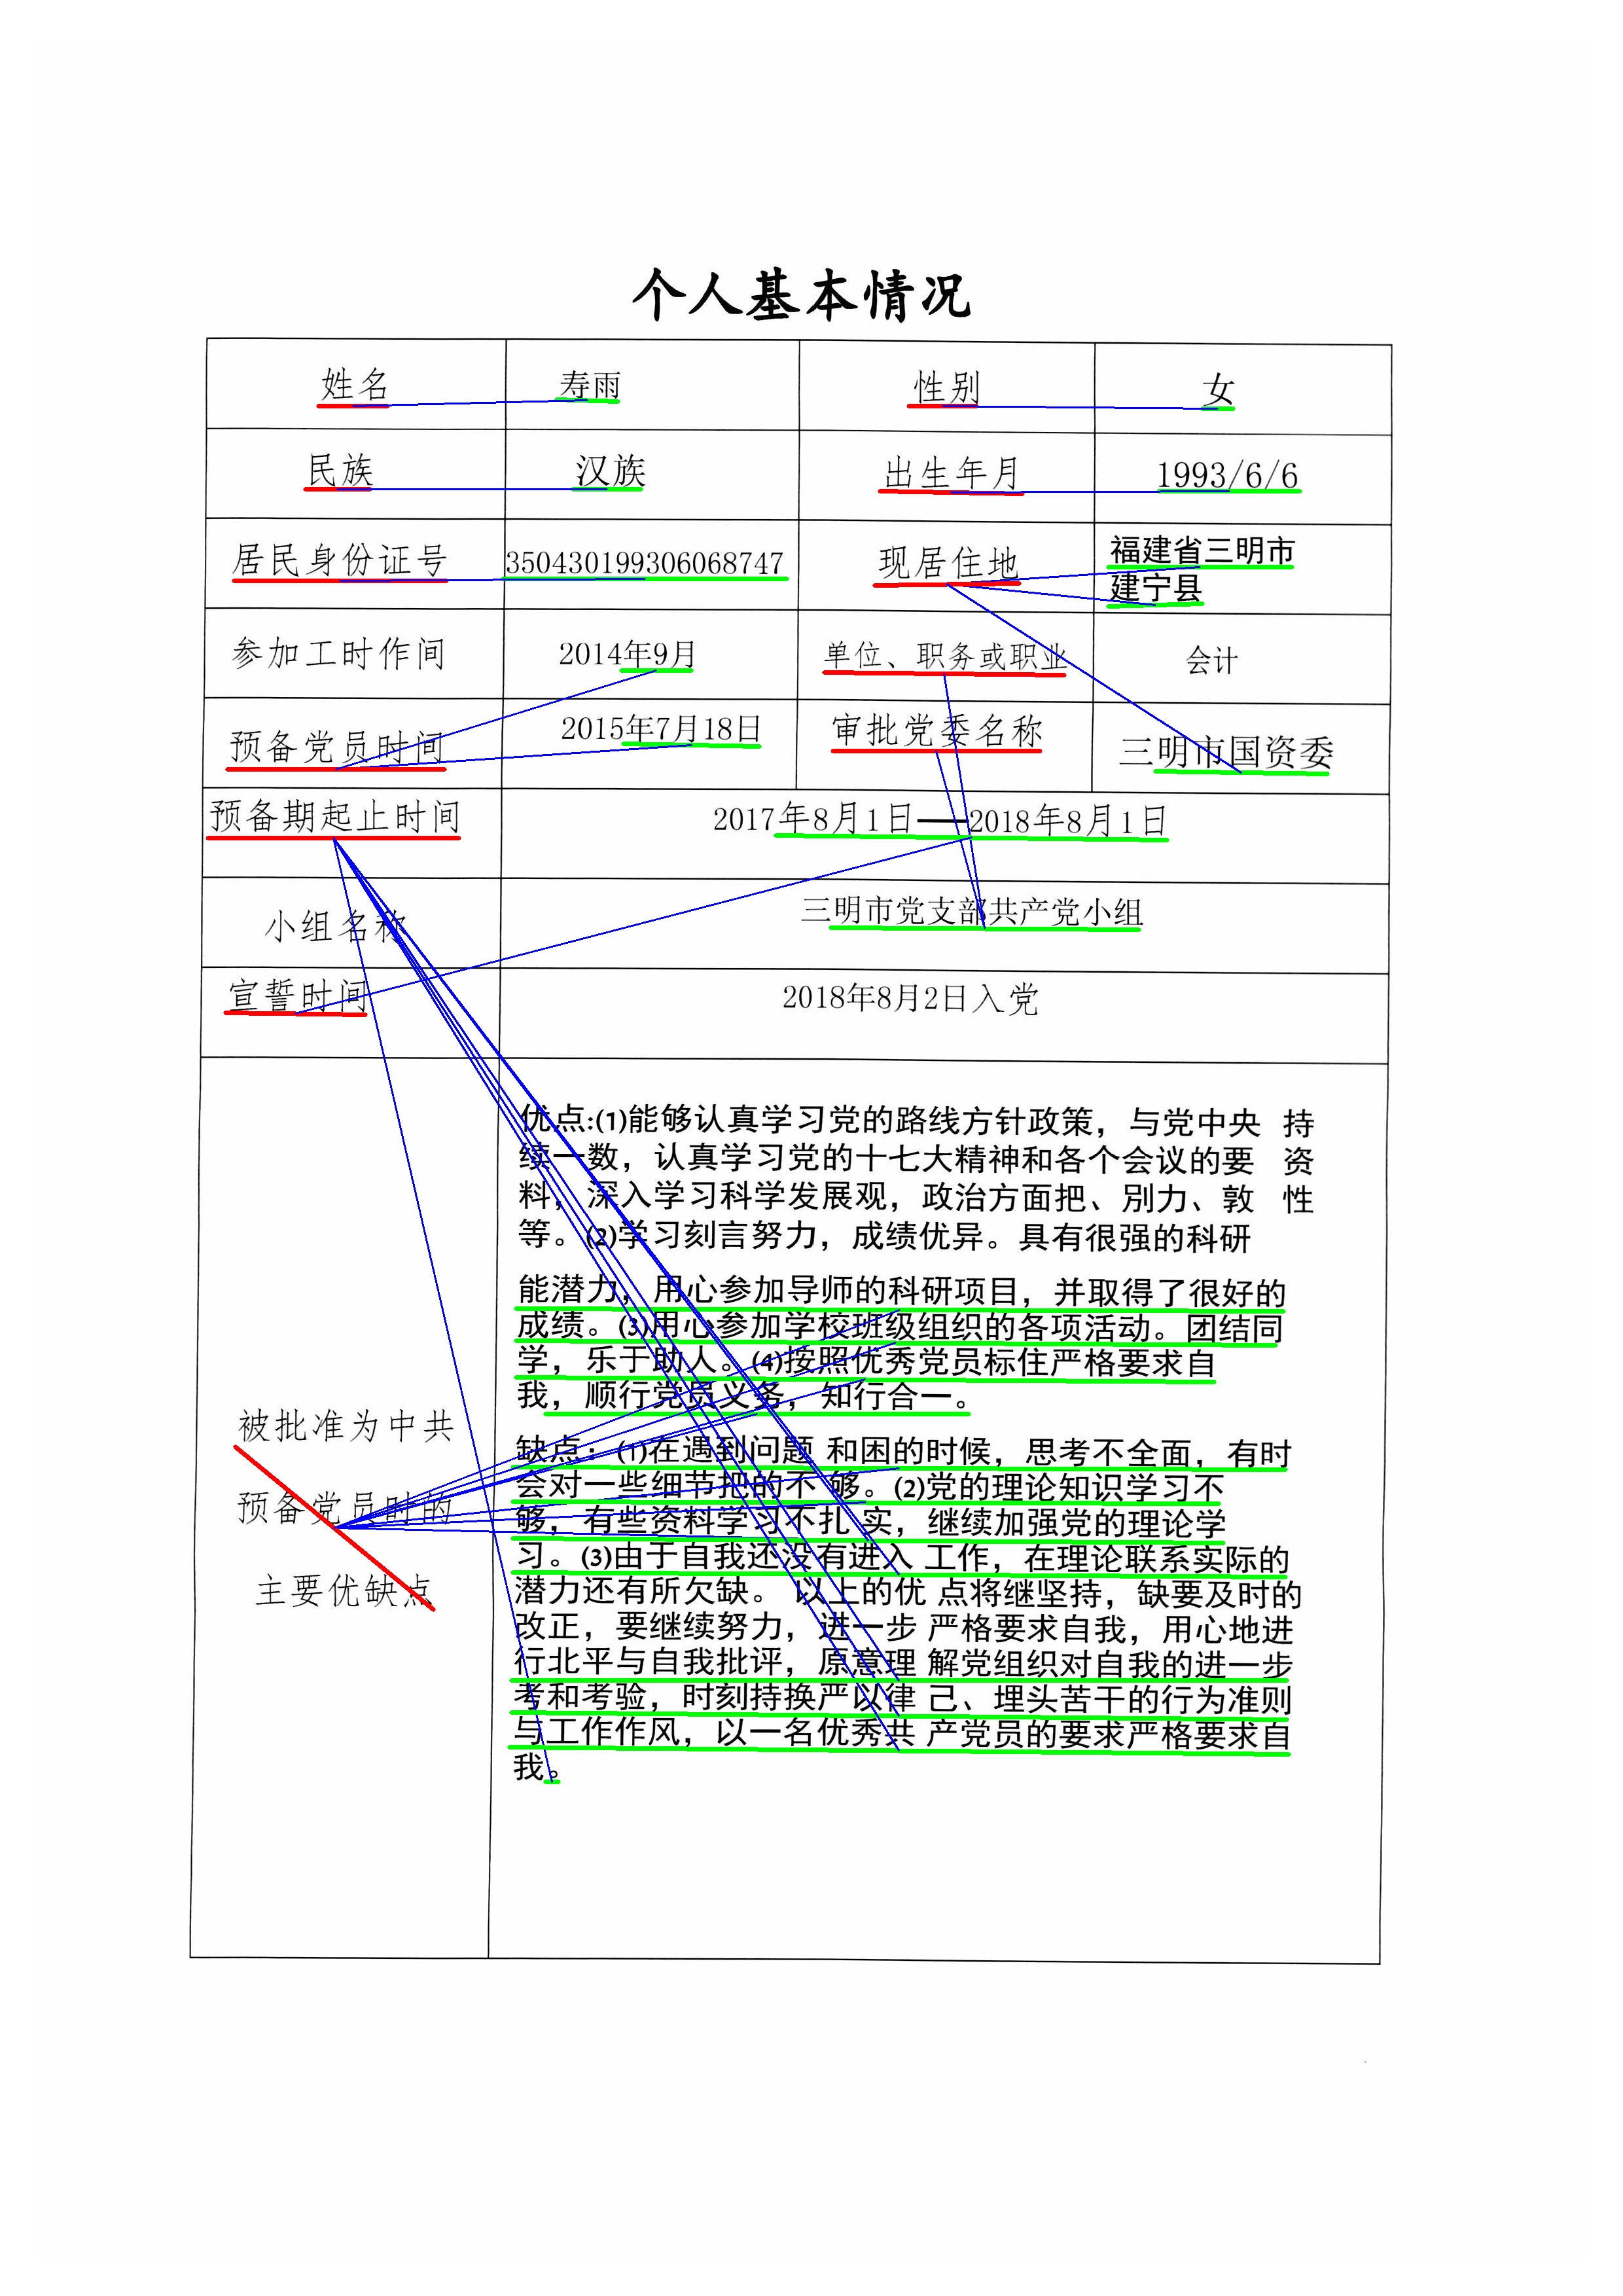 个人基本情况
姓名 寿雨 性别 女
民族 汉族 出生年月 1993/6/6
居民身份证号 350430199306068747 现居住地 福建省三明市
建宁县
参加工时作间 2014年9月 单位、职务或职业 会计
预备党员时间 2015年7月18日 审批党委名称 三明市国资委
预备期起止时间 2017年8月1日——2018年8月1日
小组名称 三明市党支部共产党小组
宣誓时间 2018年8月2日入党
被批准为中共
预备党员时的
主要优缺点
优点:(1)能够认真学习党的路线方针政策，与党中央 持
续一数，认真学习党的十七大精神和各个会议的要 资
料，深入学习科学发展观，政治方面把、别力、敦 性
等。(2)学习刻言努力，成绩优异。具有很强的科研
能潜力，用心参加导师的科研项目，并取得了很好的
成绩。(3)用心参加学校班级组织的各项活动。团结同
学，乐于助人。(4)按照优秀党员标住严格要求自
我，顺行党员义务，知行合一。
缺点：(1)在遇到问题 和困的时候，思考不全面，有时
会对一些细节把的不 够。(2)党的理论知识学习不
够，有些资料学习不扎 实，继续加强党的理论学
习。(3)由于自我还没有进入 工作，在理论联系实际的
潜力还有所欠缺。 以上的优 点将继坚持，缺要及时的
改正，要继续努力，进一步 严格要求自我，用心地进
行北平与自我批评，原意理 解党组织对自我的进一步
考和考验，时刻持换严以律 己、埋头苦干的行为准则
与工作作风，以一名优秀共 产党员的要求严格要求自
我。